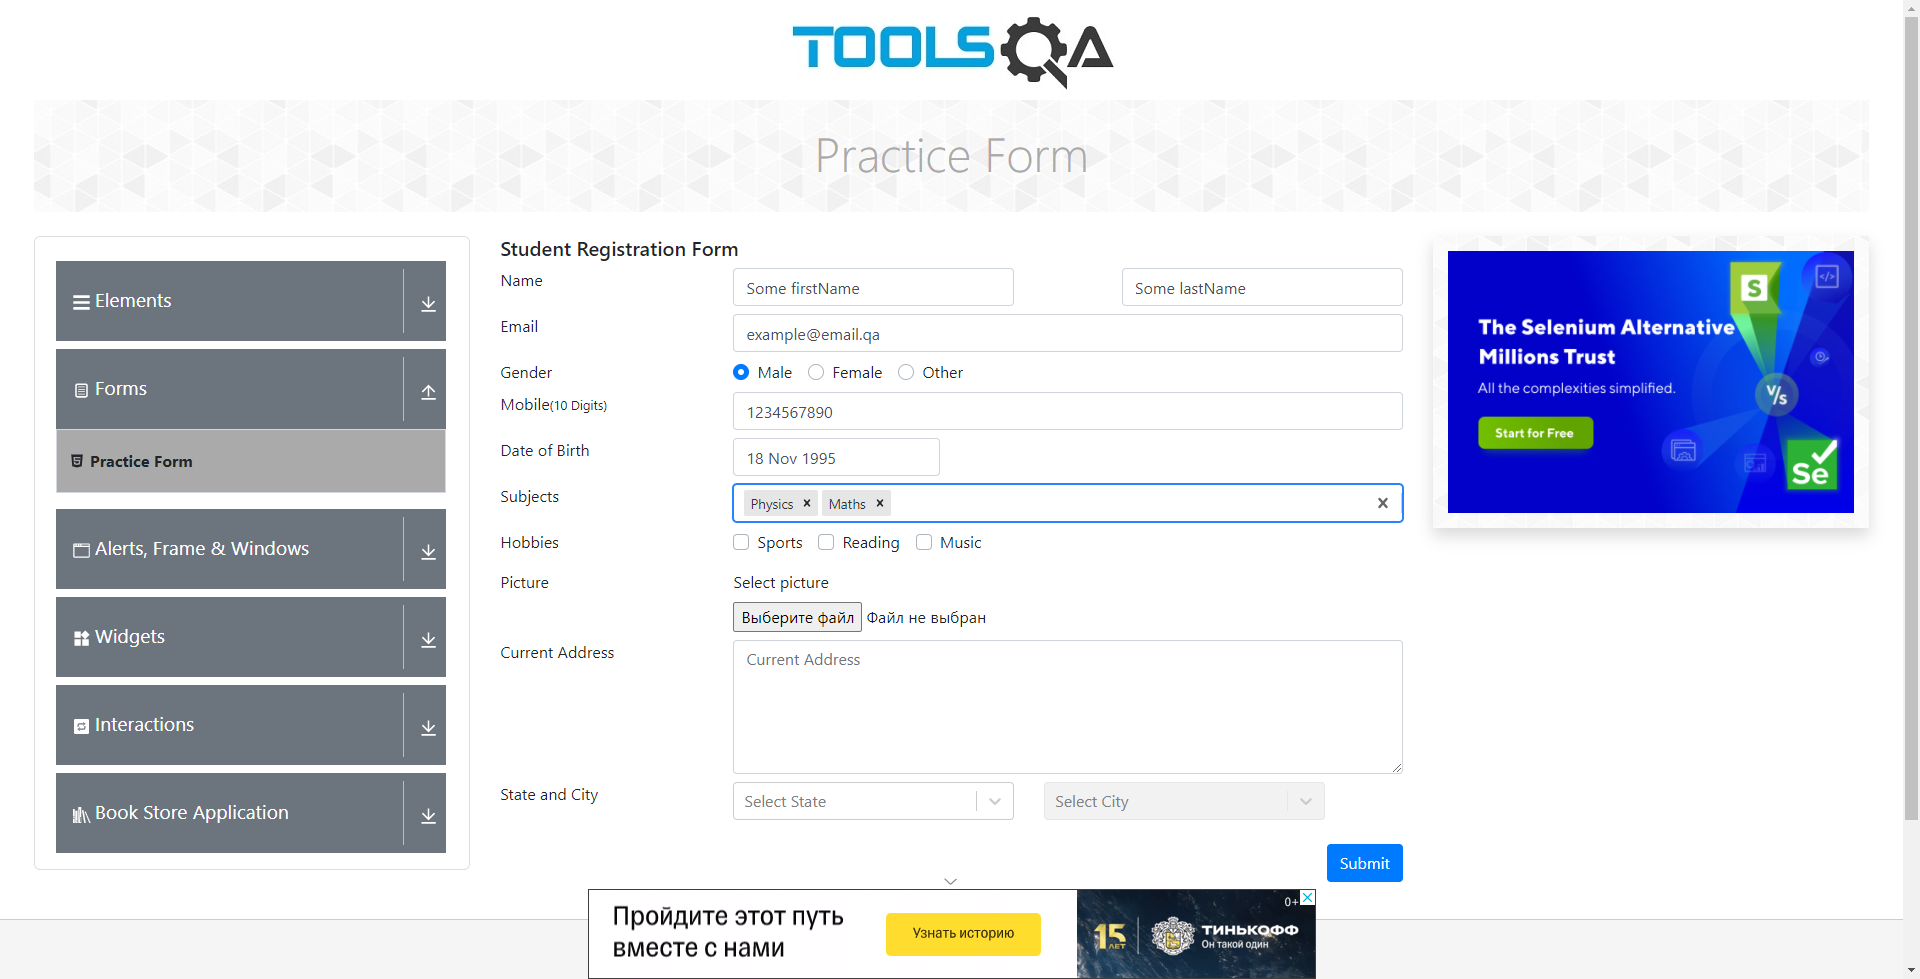 TOOLSQA
Practice Form
Elements
Forms
Practice Form
Alerts, Frame & Windows
Widgets
Interactions
Book Store Application
Student Registration Form
Name
Some firstName
Some lastName
Email
example@email.qa
Gender
Male
Female
Other
Mobile(10 Digits)
1234567890
Date of Birth
18 Nov 1995
Subjects
Physics
Maths
Hobbies
Sports
Reading
Music
Picture
Select picture
Выберите файл Файл не выбран
Current Address
Current Address
State and City
Select State
Select City
Submit
The Selenium Alternative
Millions Trust
All the complexities simplified.
Start for Free
S
</>
V/s
Se
Пройдите этот путь
вместе с нами
Узнать историю
15
ЛЕТ
ТИНЬКОФФ
Он такой один
0+